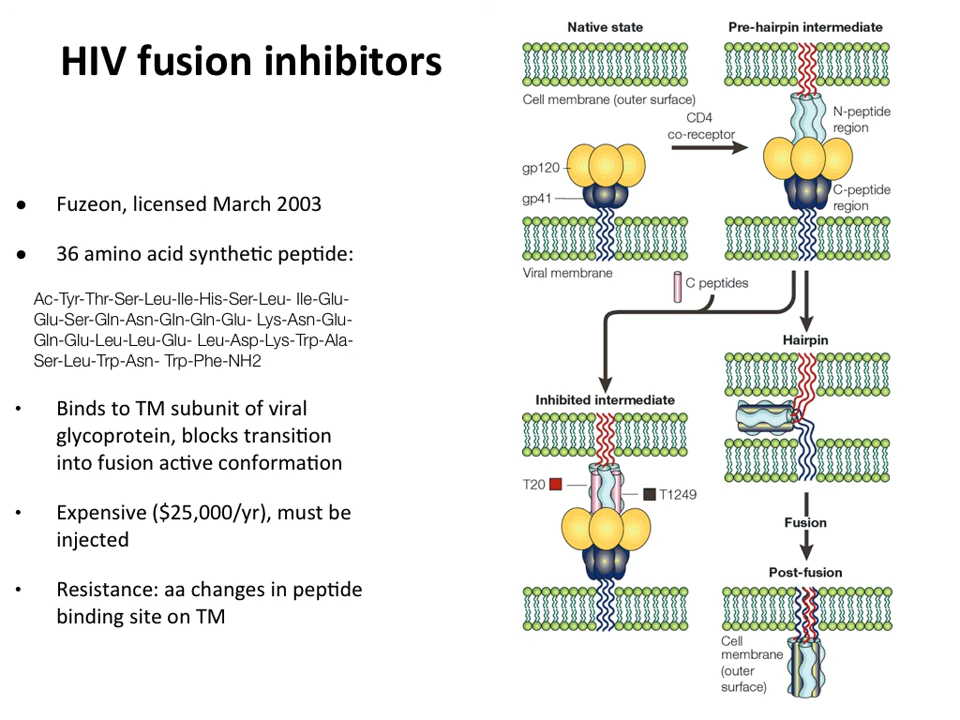 HIV fusion inhibitors
● Fuzeon, licensed March 2003
● 36 amino acid synthetic peptide:
Ac-Tyr-Thr-Ser-Leu-Ile-His-Ser-Leu- Ile-Glu-
Glu-Ser-Gln-Asn-Gln-Gln-Glu- Lys-Asn-Glu-
Gln-Glu-Leu-Leu-Glu- Leu-Asp-Lys-Trp-Ala-
Ser-Leu-Trp-Asn- Trp-Phe-NH2
• Binds to TM subunit of viral
glycoprotein, blocks transition
into fusion active conformation
• Expensive ($25,000/yr), must be
injected
• Resistance: aa changes in peptide
binding site on TM
Native state
Cell membrane (outer surface)
gp120
gp41
Viral membrane
CD4
co-receptor
Pre-hairpin intermediate
N-peptide
region
C-peptide
region
C peptides
Inhibited intermediate
T20
T1249
Hairpin
Fusion
Post-fusion
Cell
membrane
(outer
surface)